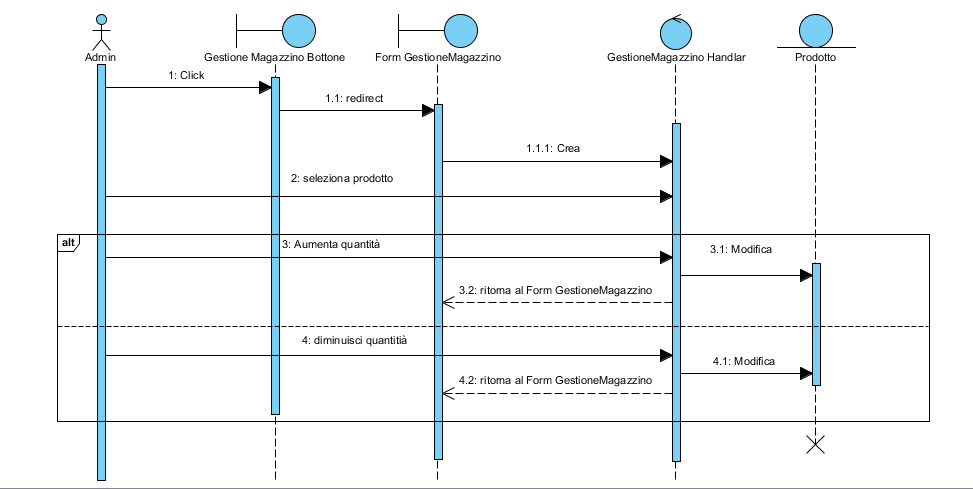 Admin
Gestione Magazzino Bottone
Form GestioneMagazzino
GestioneMagazzino Handlar
Prodotto
1: Click
1.1: redirect
1.1.1: Crea
2: seleziona prodotto
alt
3: Aumenta quantità
3.1: Modifica
3.2: ritorna al Form GestioneMagazzino
4: diminuisci quantitià
4.1: Modifica
4.2: ritorna al Form GestioneMagazzino